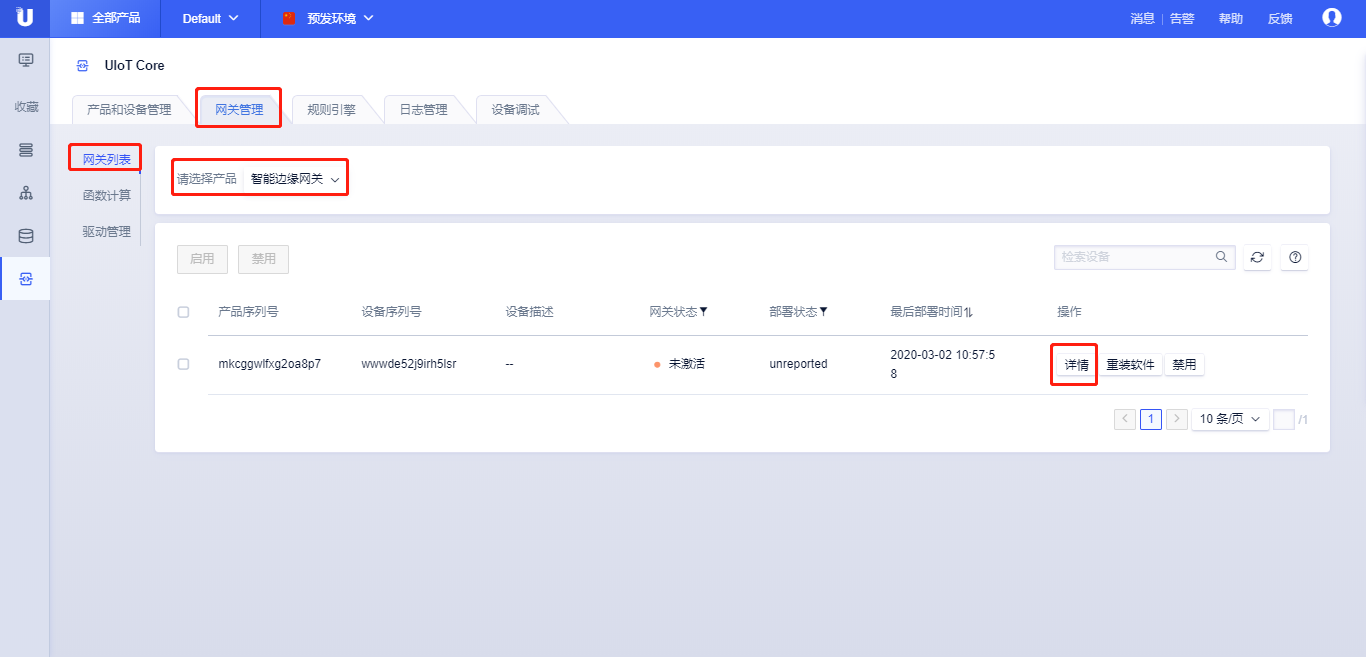 全部产品 Default 预发环境 消息 告警 帮助 反馈
收藏
UIoT Core
产品和设备管理 网关管理 规则引擎 日志管理 设备调试
网关列表
函数计算
驱动管理
请选择产品 智能边缘网关
启用 禁用 检索设备
产品序列号 设备序列号 设备描述 网关状态 部署状态 最后部署时间 操作
mkcggwlfxg2oa8p7 wwwde52j9irh5lsr -- 未激活 unreported 2020-03-02 10:57:5 详情 重装软件 禁用
8
1 10 条/页 /1